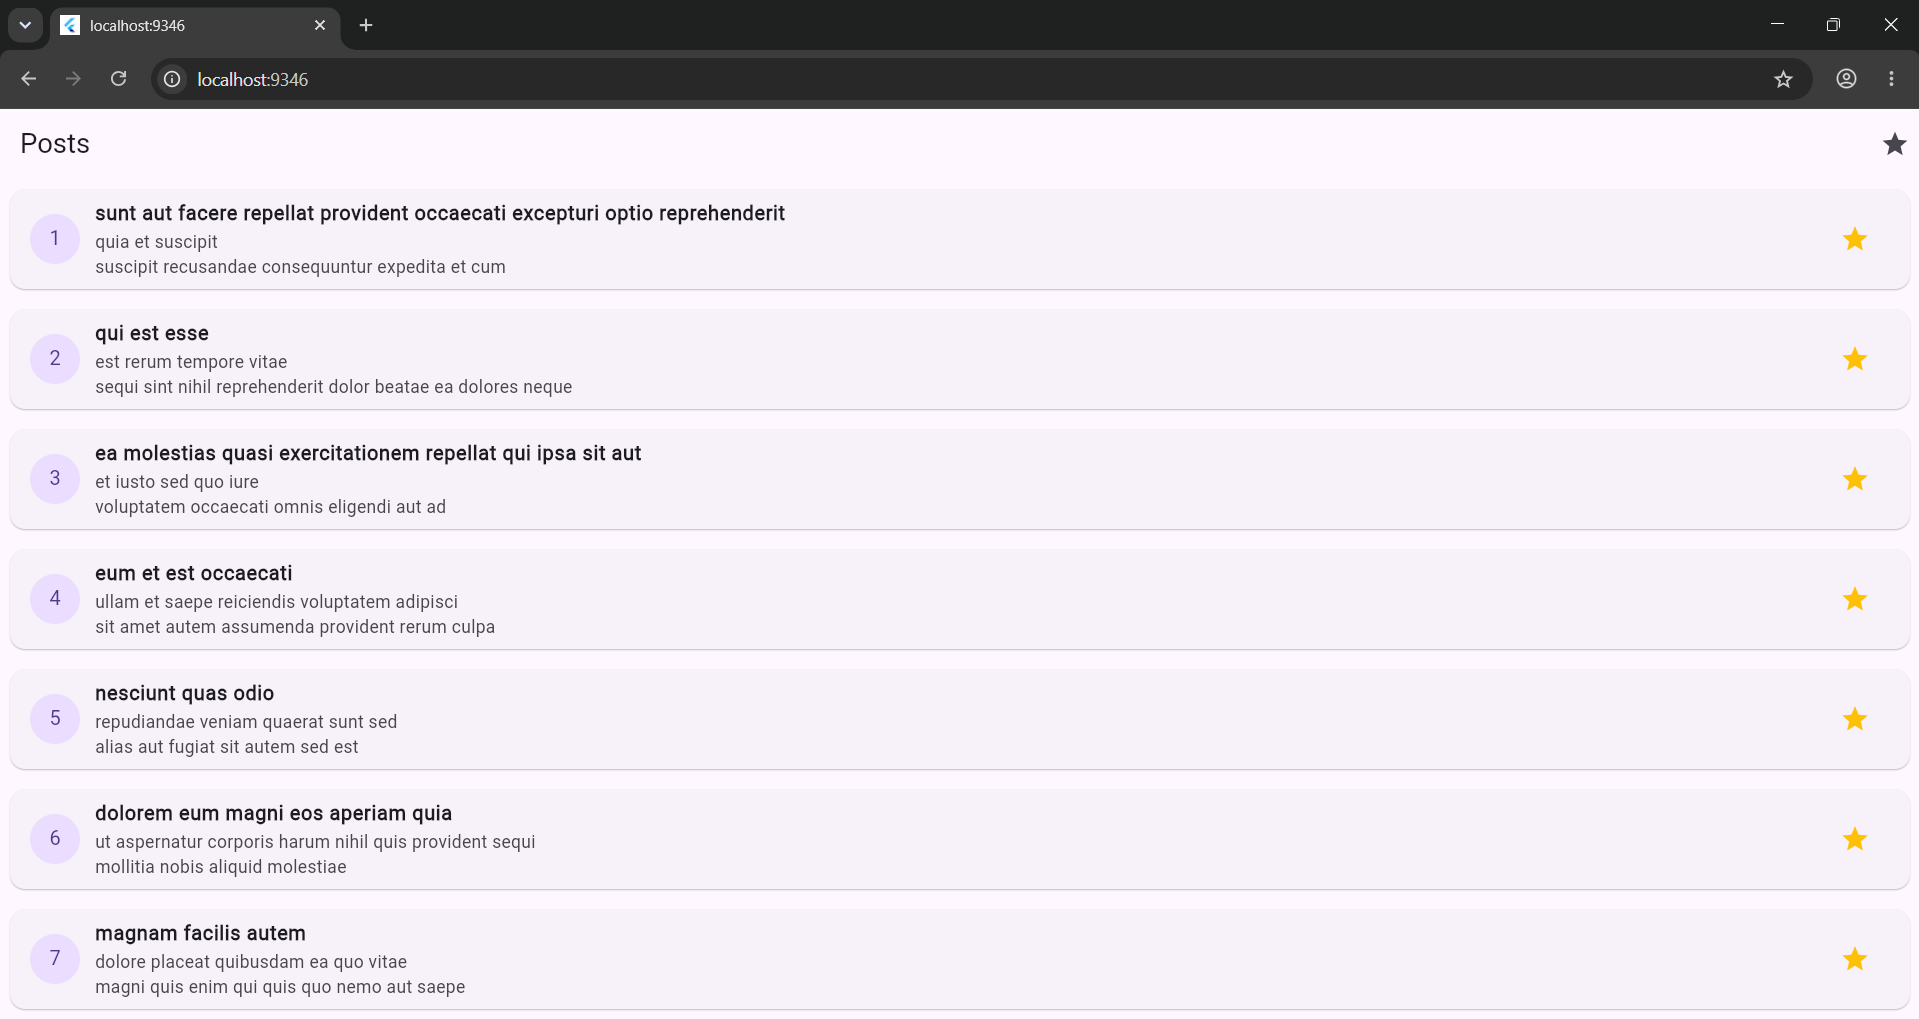 localhost:9346
localhost:9346
Posts
1
sunt aut facere repellat provident occaecati excepturi optio reprehenderit
quia et suscipit
suscipit recusandae consequuntur expedita et cum
2
qui est esse
est rerum tempore vitae
sequi sint nihil reprehenderit dolor beatae ea dolores neque
3
ea molestias quasi exercitationem repellat qui ipsa sit aut
et iusto sed quo iure
voluptatem occaecati omnis eligendi aut ad
4
eum et est occaecati
ullam et saepe reiciendis voluptatem adipisci
sit amet autem assumenda provident rerum culpa
5
nesciunt quas odio
repudiandae veniam quaerat sunt sed
alias aut fugiat sit autem sed est
6
dolorem eum magni eos aperiam quia
ut aspernatur corporis harum nihil quis provident sequi
mollitia nobis aliquid molestiae
7
magnam facilis autem
dolore placeat quibusdam ea quo vitae
magni quis enim qui quis quo nemo aut saepe